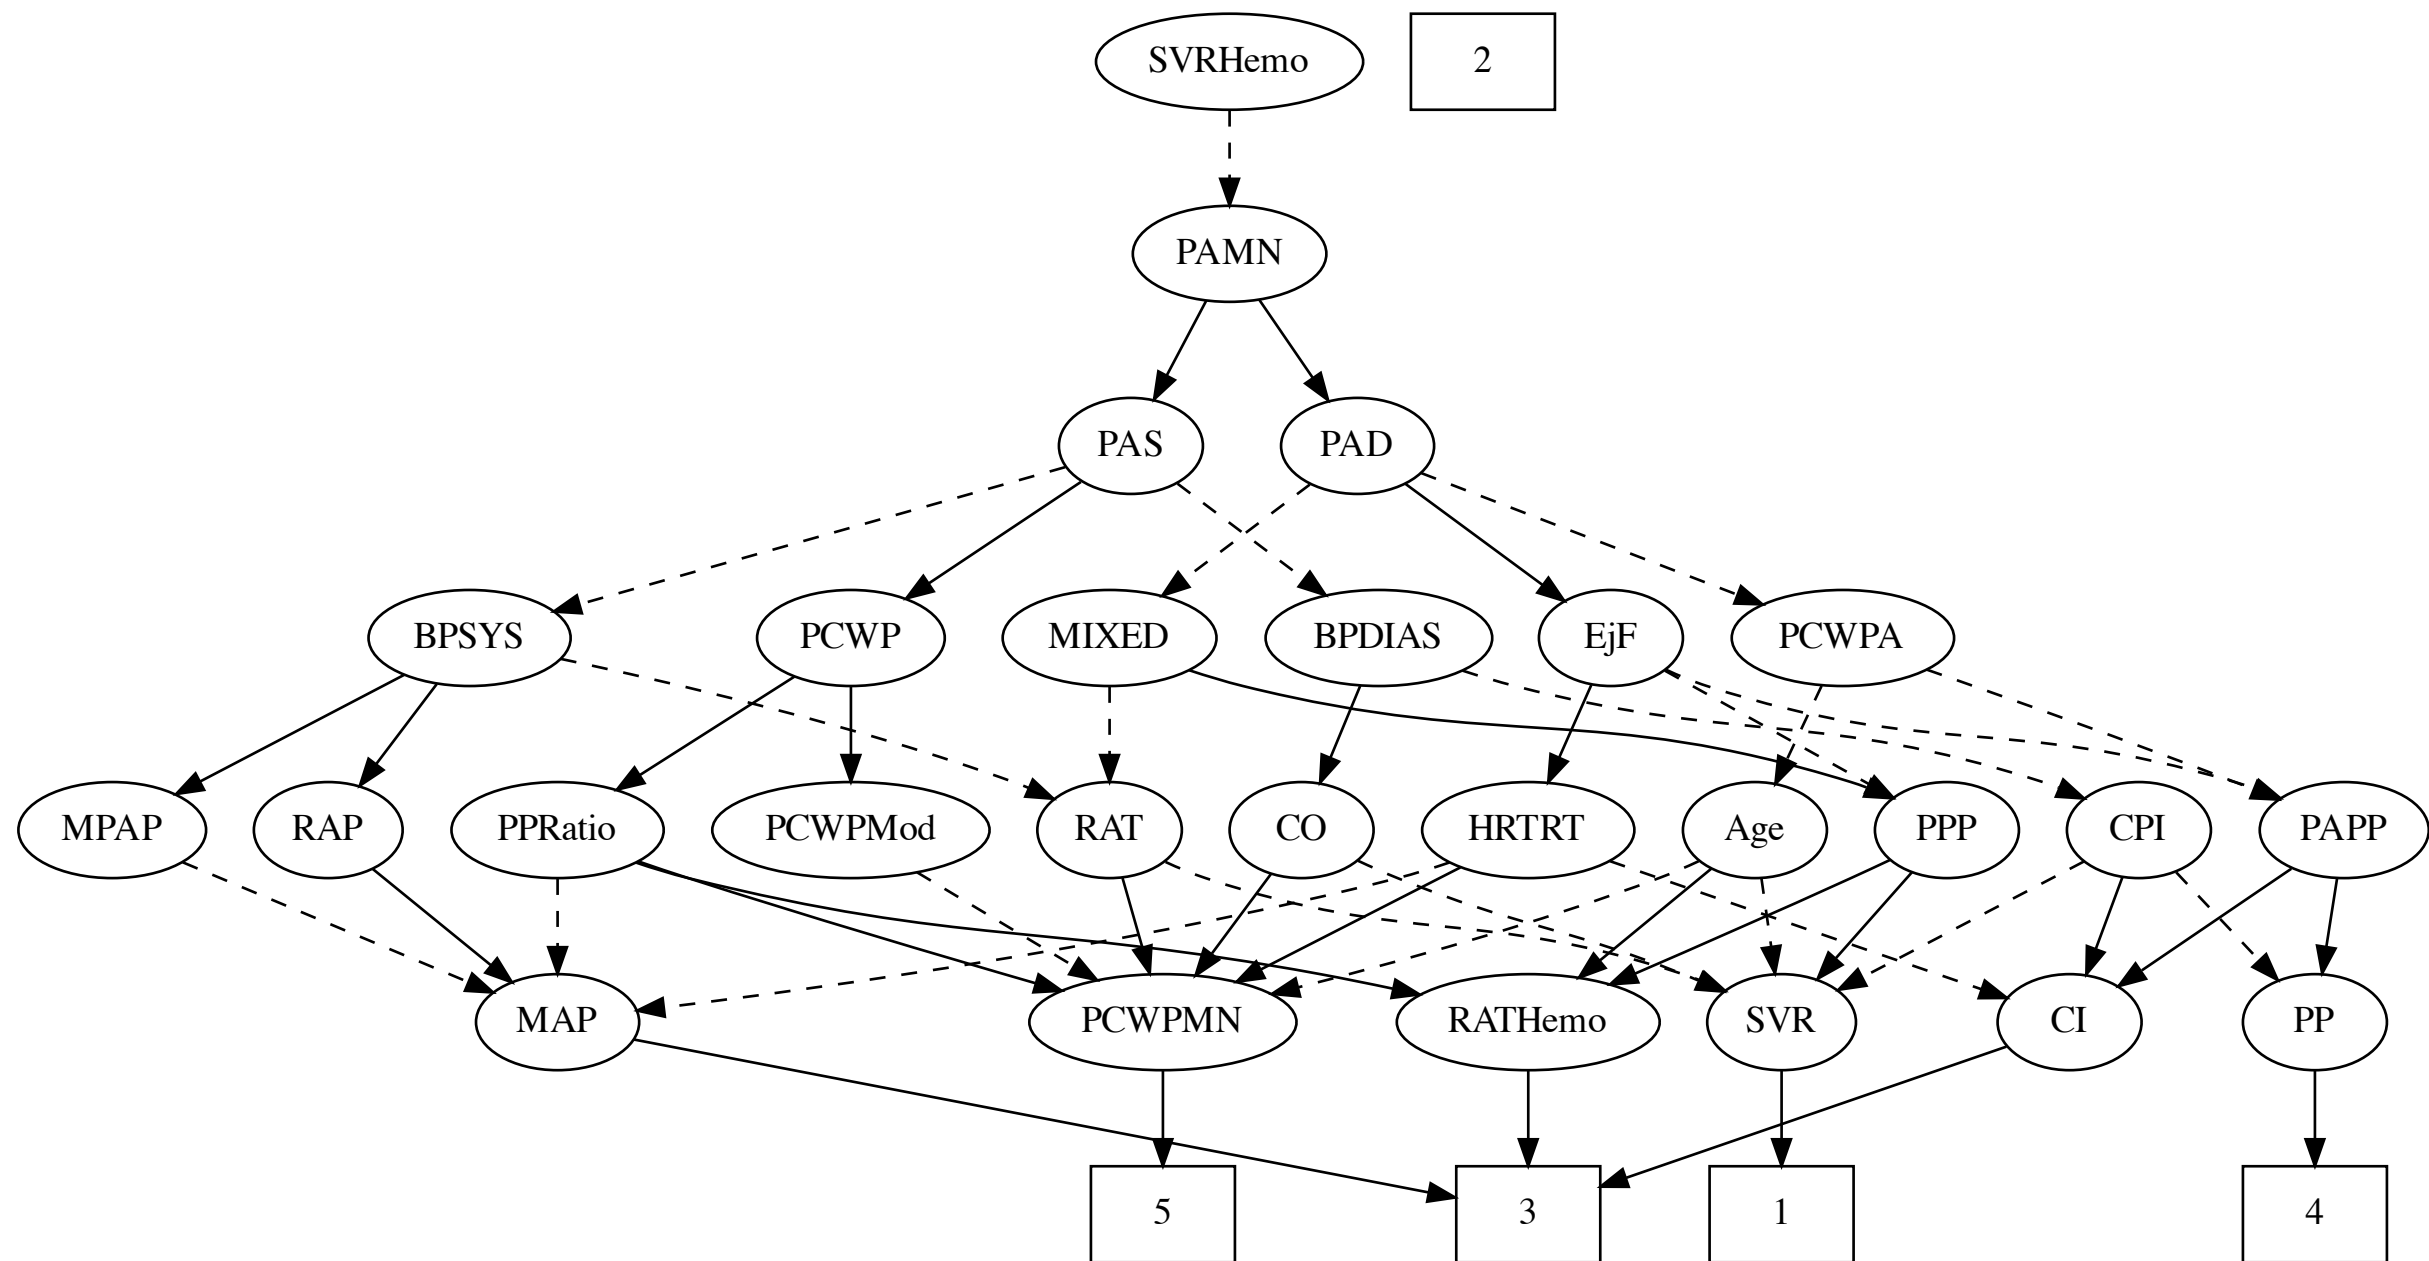 SVRHemo
2
PAMN
PAS
PAD
BPSYS
PCWP
MIXED
BPDIAS
EjF
PCWPA
MPAP
RAP
PPRatio
PCWPMod
RAT
CO
HRTRT
Age
PPP
CPI
PAPP
MAP
PCWPMN
RATHemo
SVR
CI
PP
5
3
1
4